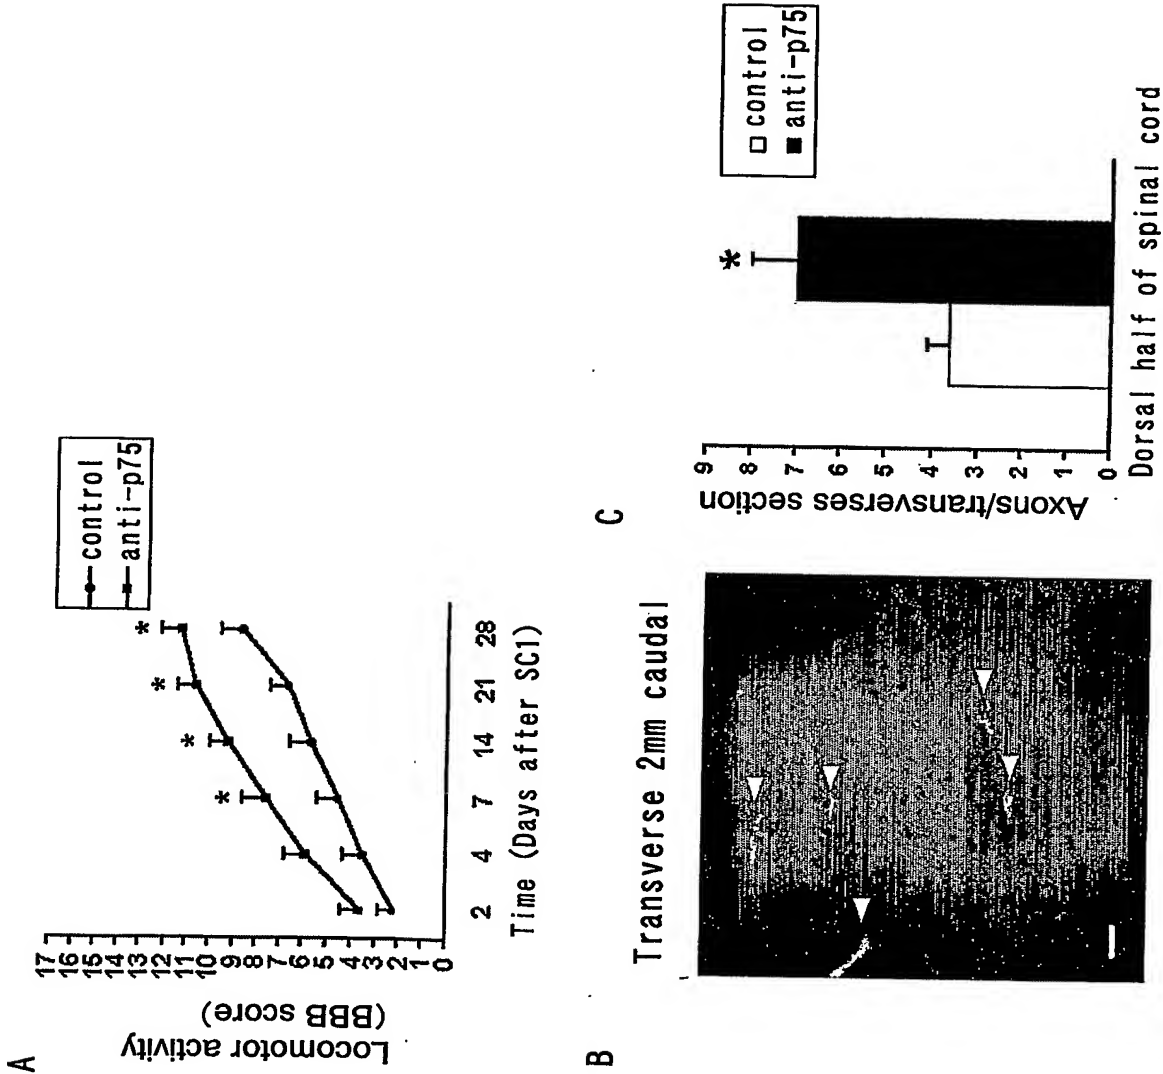 A
Locomotor activity
(BBB score)
17
16
15
14
13
12
11
10
9
8
7
6
5
4
3
2
1
0
*
*
*
*
control
anti-p75
2 4 7 14 21 28
Time (Days after SC1)
B
Transverse 2mm caudal
C
Axons/transverses section
9
8
7
6
5
4
3
2
1
0
*
control
anti-p75
Dorsal half of spinal cord